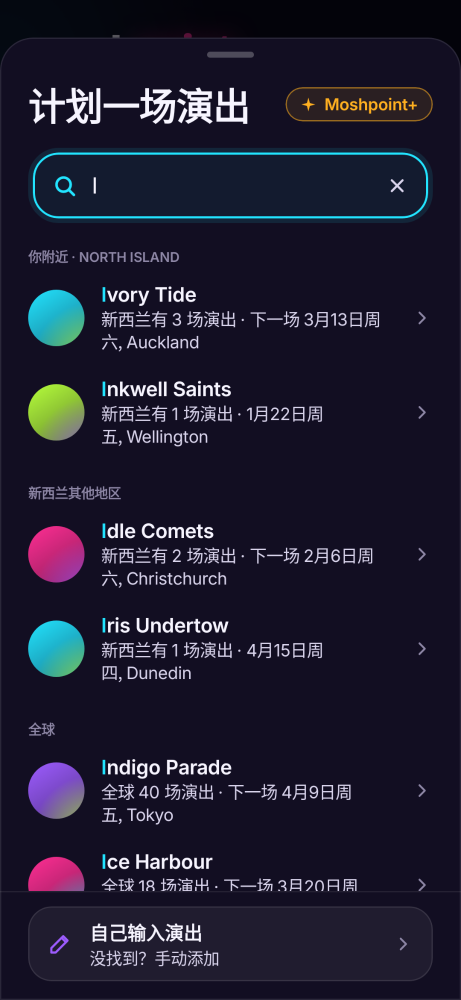 计划一场演出
Moshpoint+
I
你附近 · NORTH ISLAND
Ivory Tide
新西兰有 3 场演出 · 下一场 3月13日周
六, Auckland
Inkwell Saints
新西兰有 1 场演出 · 1月22日周
五, Wellington
新西兰其他地区
Idle Comets
新西兰有 2 场演出 · 下一场 2月6日周
六, Christchurch
Iris Undertow
新西兰有 1 场演出 · 4月15日周
四, Dunedin
全球
Indigo Parade
全球 40 场演出 · 下一场 4月9日周
五, Tokyo
Ice Harbour
全球 18 场演出 · 下一场 3月20日周
自己输入演出
没找到？手动添加